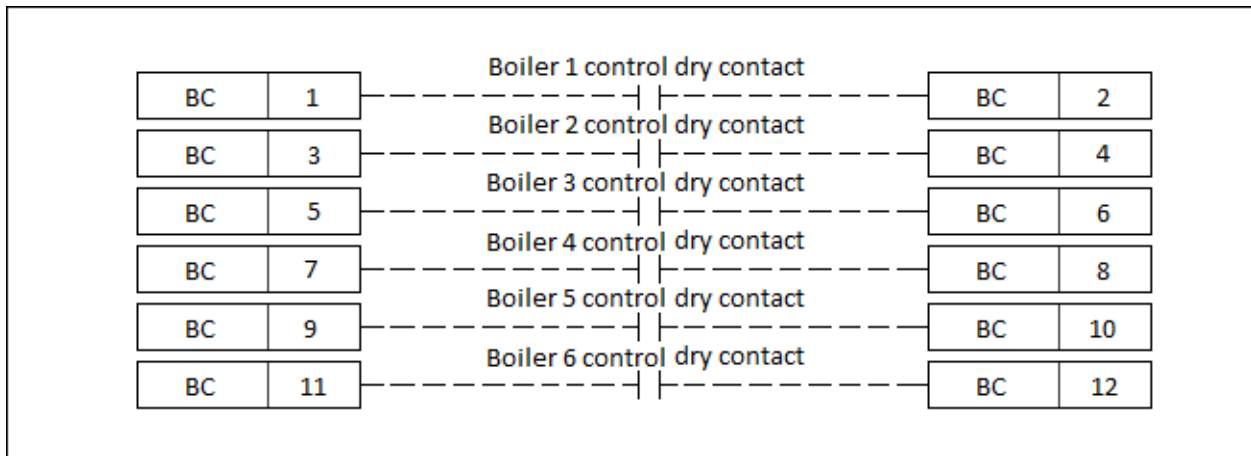 Boiler 1 control dry contact
BC 1 BC 2
Boiler 2 control dry contact
BC 3 BC 4
Boiler 3 control dry contact
BC 5 BC 6
Boiler 4 control dry contact
BC 7 BC 8
Boiler 5 control dry contact
BC 9 BC 10
Boiler 6 control dry contact
BC 11 BC 12